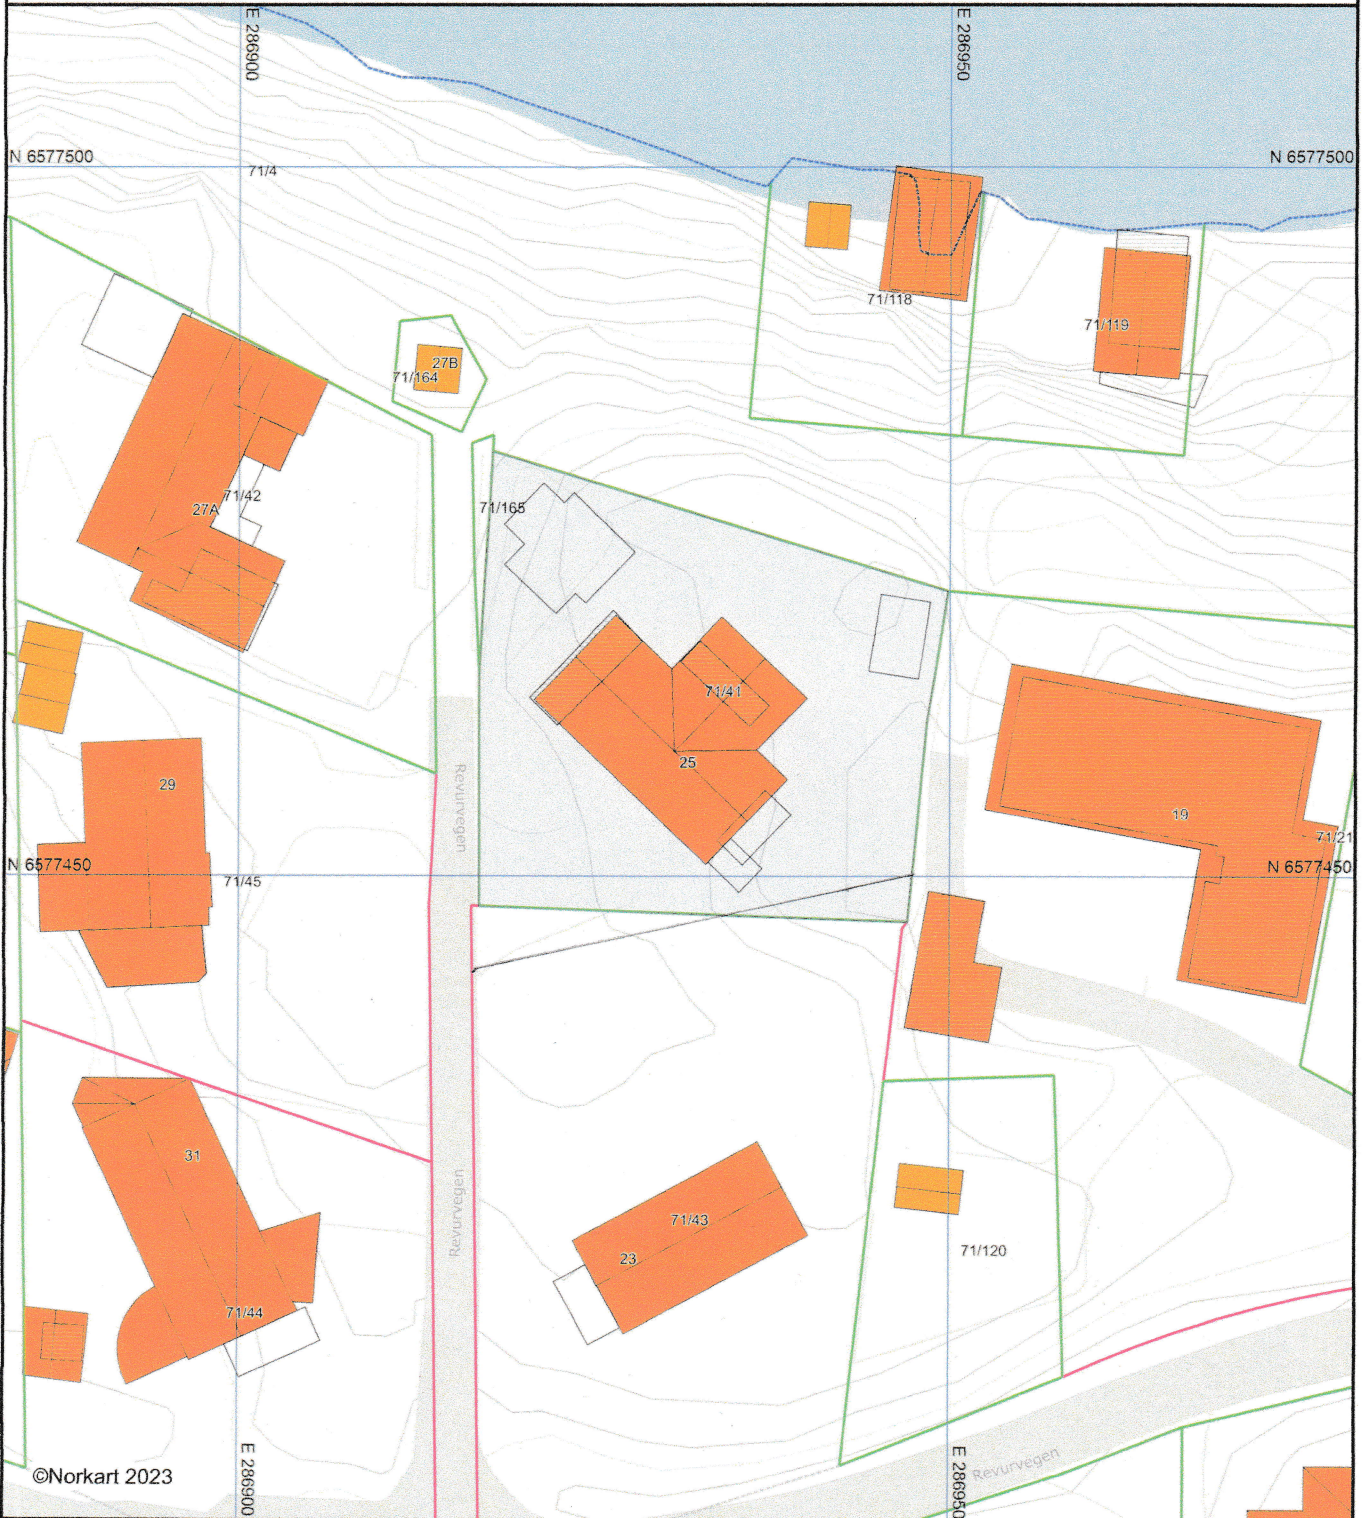 E 286900
E 286950
N 6577500
N 6577500
71/4
71/118
71/119
27B
71/164
71/42
27A
71/165
71/41
25
29
Revurvegen
19
71/21
N 6577450
N 6577450
71/45
31
Revurvegen
71/43
23
71/120
71/44
E 286900
E 286950
Revurvegen
©Norkart 2023